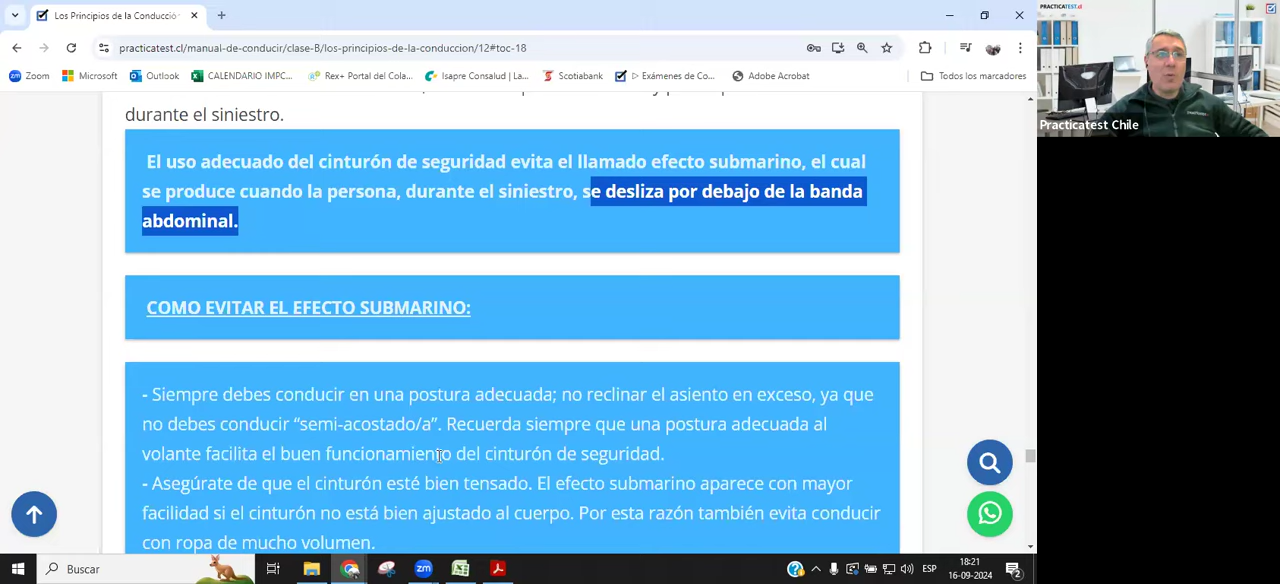 Los Principios de la Conducción
practicatest.cl/manual-de-conducir/clase-B/los-principios-de-la-conduccion/12#toc-18
Zoom
Microsoft
Outlook
CALENDARIO IMPC...
Rex+ Portal del Cola...
Isapre Consalud | La...
Scotiabank
▷ Exámenes de Co...
Adobe Acrobat
Todos los marcadores
durante el siniestro.
El uso adecuado del cinturón de seguridad evita el llamado efecto submarino, el cual
se produce cuando la persona, durante el siniestro, se desliza por debajo de la banda
abdominal.
COMO EVITAR EL EFECTO SUBMARINO:
- Siempre debes conducir en una postura adecuada; no reclinar el asiento en exceso, ya que
no debes conducir “semi-acostado/a”. Recuerda siempre que una postura adecuada al
volante facilita el buen funcionamiento del cinturón de seguridad.
- Asegúrate de que el cinturón esté bien tensado. El efecto submarino aparece con mayor
facilidad si el cinturón no está bien ajustado al cuerpo. Por esta razón también evita conducir
con ropa de mucho volumen.
PRACTICATEST.cl
Practicatest Chile
Buscar
ESP
18:21
16-09-2024
2